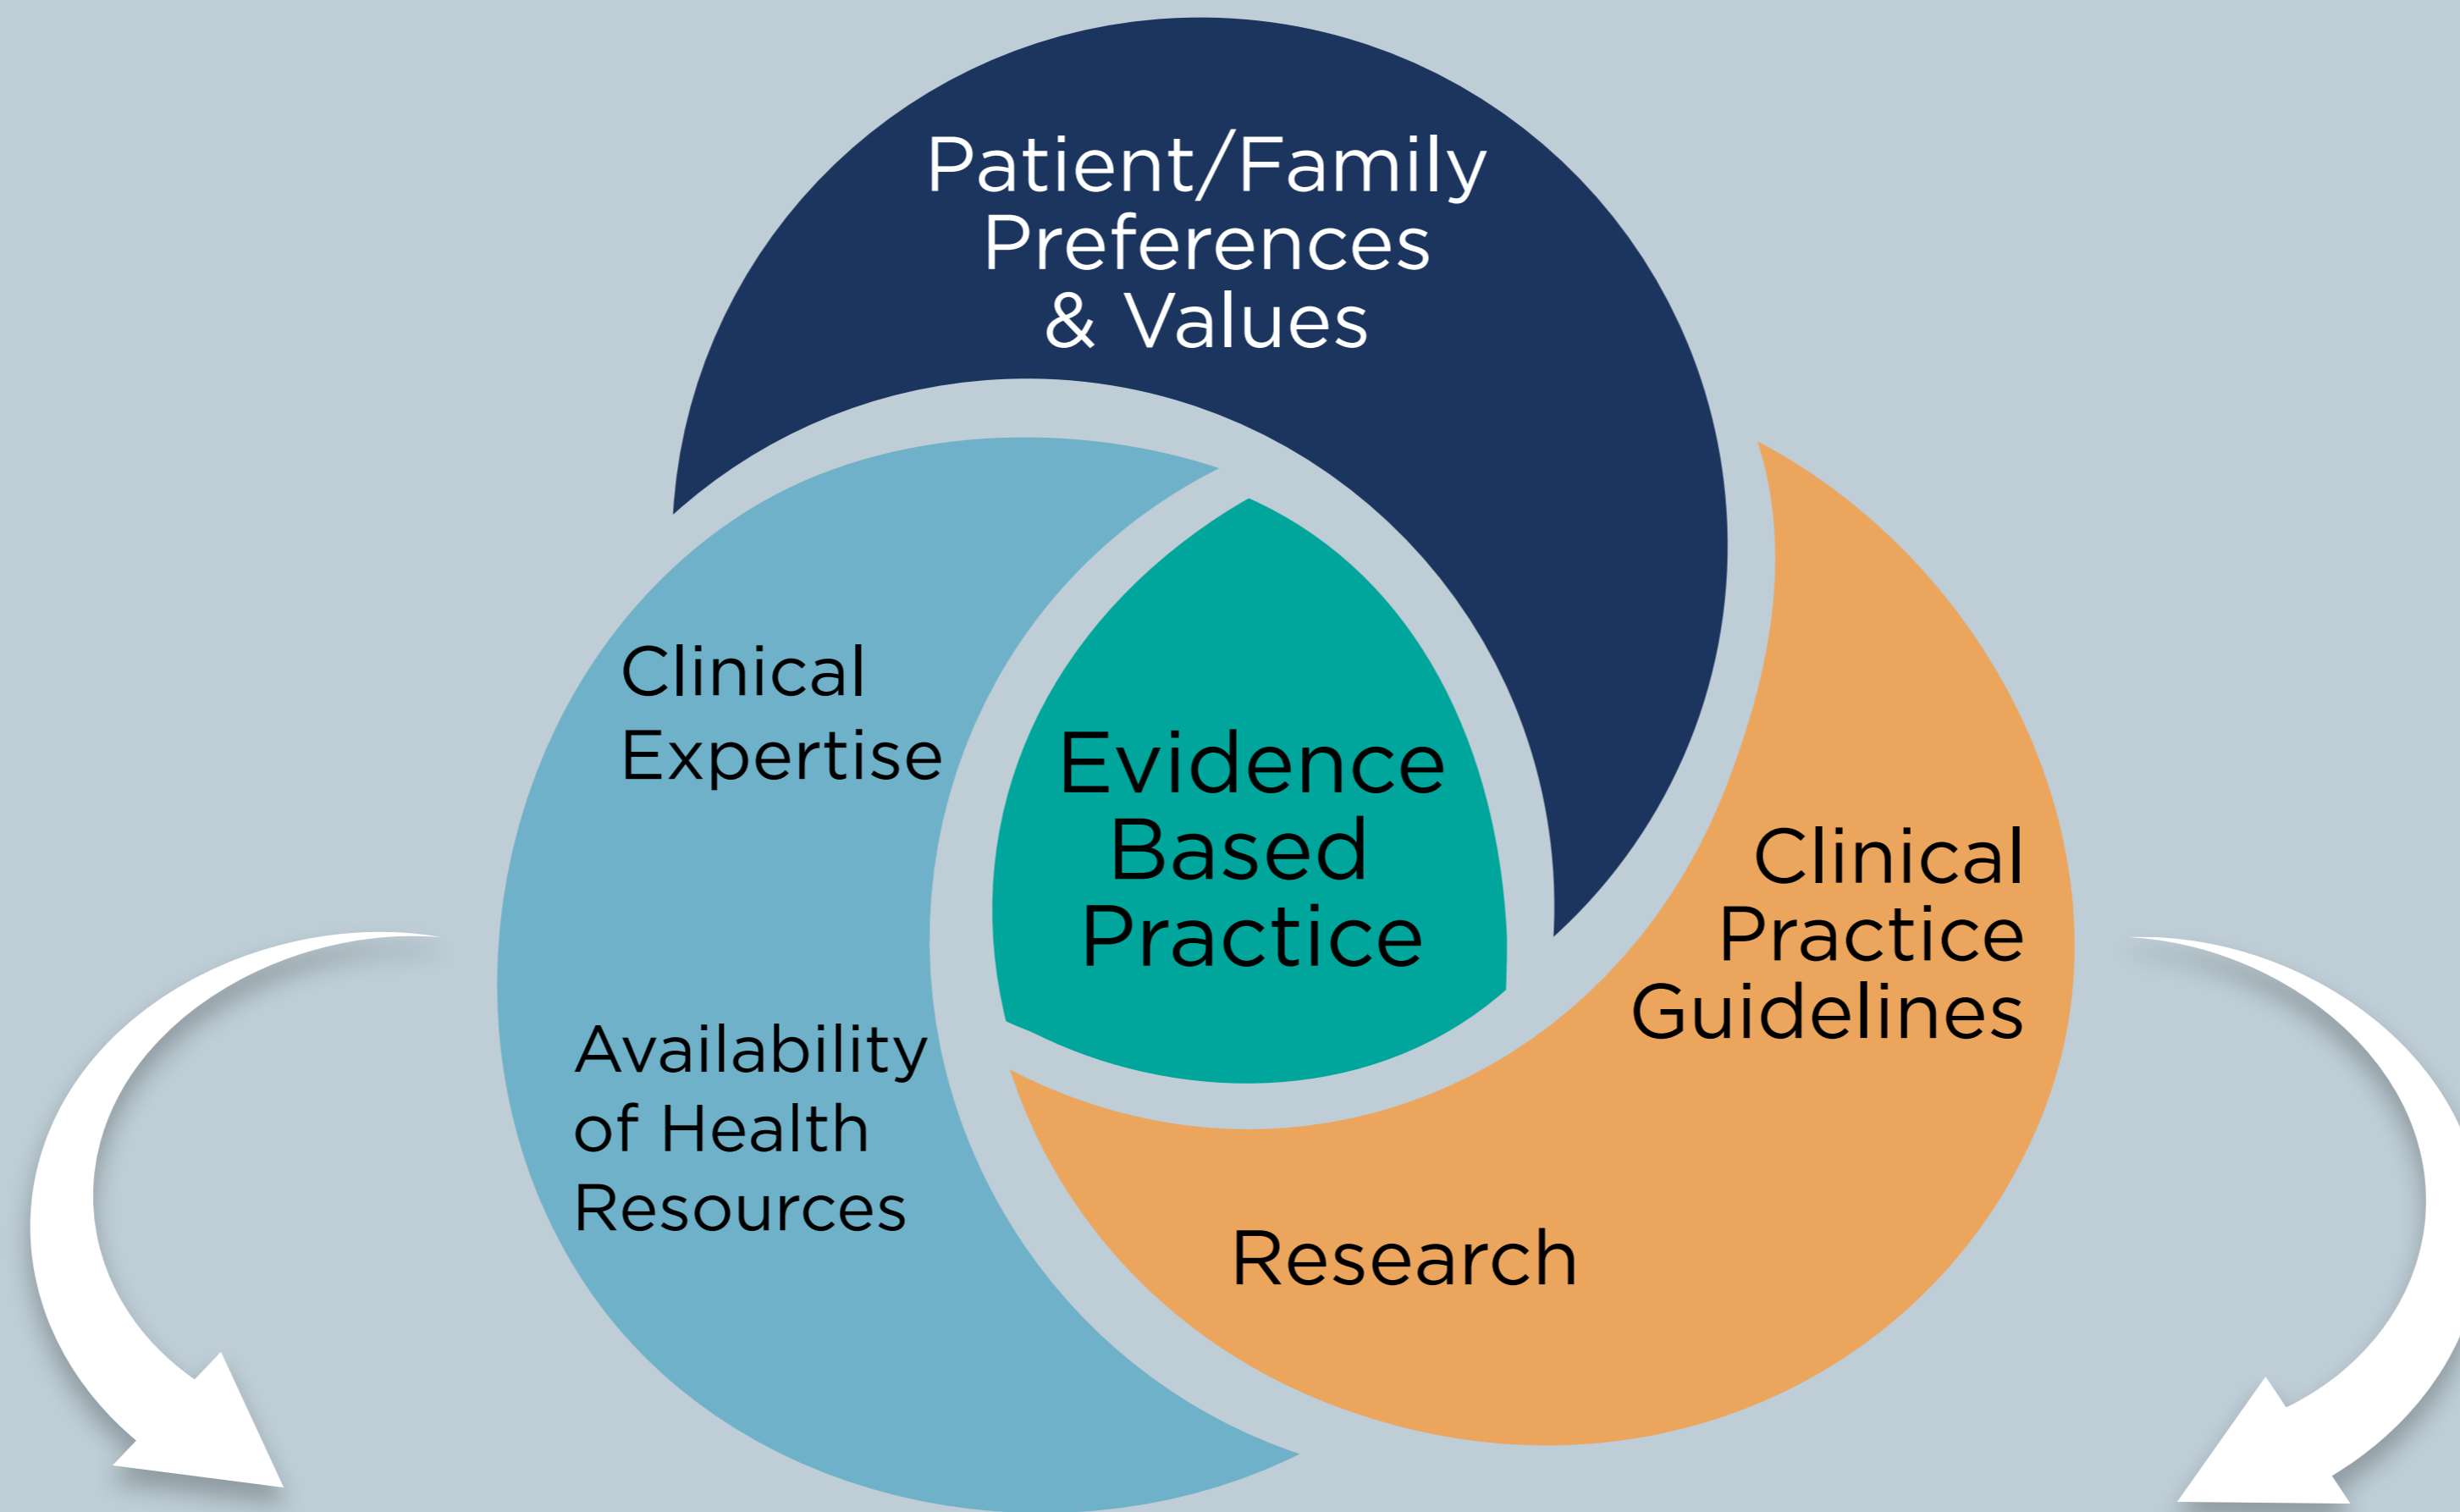 Patient/Family
Preferences
& Values
Clinical
Expertise
Availability
of Health
Resources
Evidence
Based
Practice
Clinical
Practice
Guidelines
Research